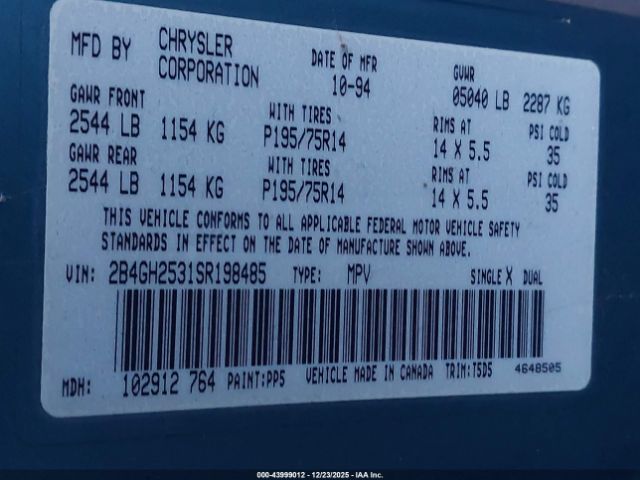 MFD BY CHRYSLER CORPORATION DATE OF MFR 10-94 GVWR 05040 LB 2287 KG
GAWR FRONT WITH TIRES RIMS AT PSI COLD
2544 LB 1154 KG P195/75R14 14 X 5.5 35
GAWR REAR WITH TIRES RIMS AT PSI COLD
2544 LB 1154 KG P195/75R14 14 X 5.5 35
THIS VEHICLE CONFORMS TO ALL APPLICABLE FEDERAL MOTOR VEHICLE SAFETY
STANDARDS IN EFFECT ON THE DATE OF MANUFACTURE SHOWN ABOVE.
VIN: 2B4GH2531SR198485 TYPE: MPV SINGLE X DUAL
MDH: 102912 764 PAINT:PP5 VEHICLE MADE IN CANADA TRIM:T5D5 4648505
000-43999012 - 12/23/2025 - IAA Inc.